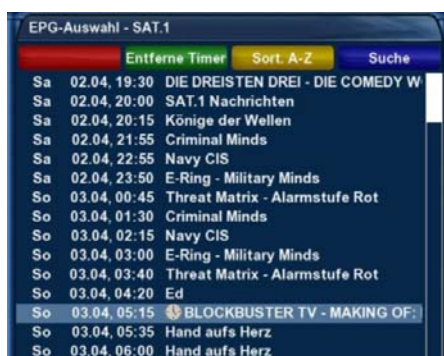 EPG-Auswahl - SAT.1
Entferne Timer Sort. A-Z Suche
Sa 02.04, 19:30 DIE DREISTEN DREI - DIE COMEDY
Sa 02.04, 20:00 SAT.1 Nachrichten
Sa 02.04, 20:15 Könige der Wellen
Sa 02.04, 21:55 Criminal Minds
Sa 02.04, 22:55 Navy CIS
Sa 02.04, 23:50 E-Ring - Military Minds
So 03.04, 00:45 Threat Matrix - Alarmstufe Rot
So 03.04, 01:30 Criminal Minds
So 03.04, 02:15 Navy CIS
So 03.04, 03:00 E-Ring - Military Minds
So 03.04, 03:40 Threat Matrix - Alarmstufe Rot
So 03.04, 04:20 Ed
So 03.04, 05:15 BLOCKBUSTER TV - MAKING OF:
So 03.04, 05:35 Hand aufs Herz
So 03.04, 06:00 Hand aufs Herz